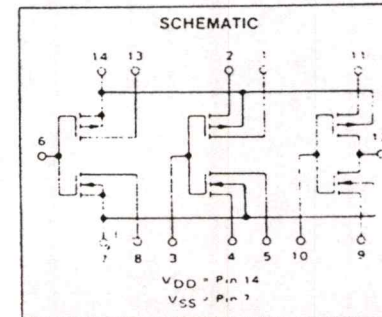 SCHEMATIC
14 13 2 1 11
6
7 8 3 4 5 10 9
VDD = Pin 14
VSS = Pin 7